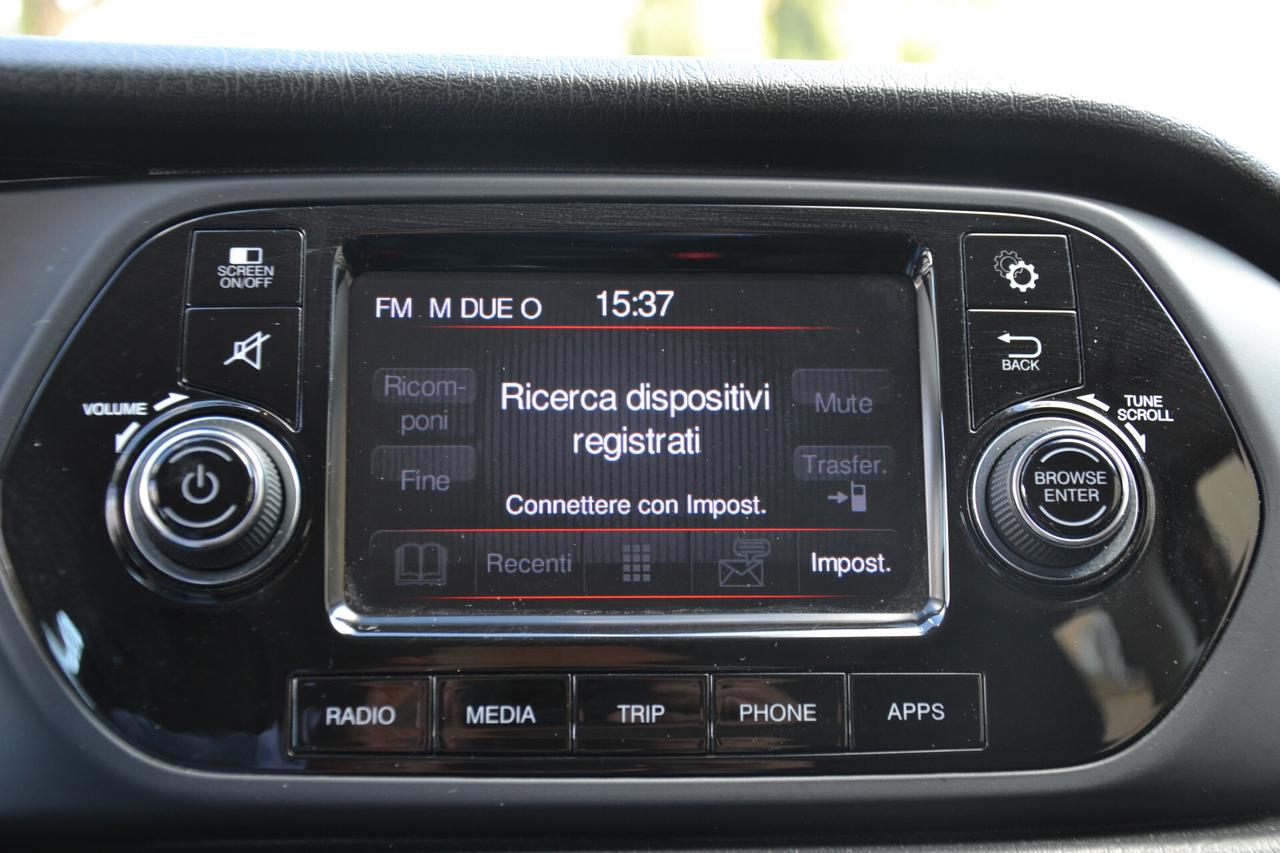 SCREEN
ON/OFF
VOLUME
FM M DUE O 15:37
Ricom-
poni
Fine
Ricerca dispositivi
registrati
Connettere con Impost.
Mute
Trasfer.
Recenti
Impost.
BACK
TUNE
SCROLL
BROWSE
ENTER
RADIO
MEDIA
TRIP
PHONE
APPS